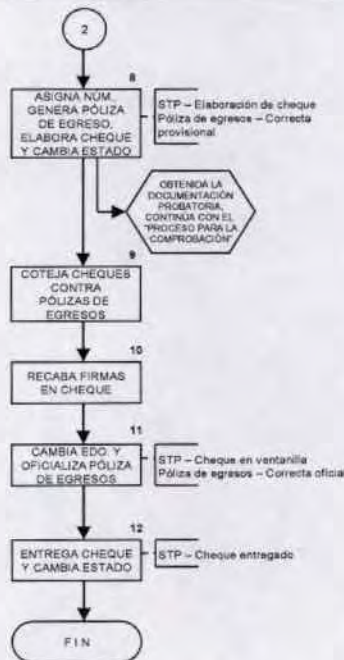 2
8
ASIGNA NÚM.,
GENERA PÓLIZA
DE EGRESO,
ELABORA CHEQUE
Y CAMBIA ESTADO
STP – Elaboración de cheque
Póliza de egresos – Correcta
provisional
OBTENIDA LA
DOCUMENTACIÓN
PROBATORIA,
CONTINÚA CON EL
"PROCESO PARA LA
COMPROBACIÓN"
9
COTEJA CHEQUES
CONTRA
PÓLIZAS DE
EGRESOS
10
RECABA FIRMAS
EN CHEQUE
11
CAMBIA EDO. Y
OFICIALIZA PÓLIZA
DE EGRESOS
STP – Cheque en ventanilla
Póliza de egresos – Correcta oficial
12
ENTREGA CHEQUE
Y CAMBIA ESTADO
STP – Cheque entregado
FIN